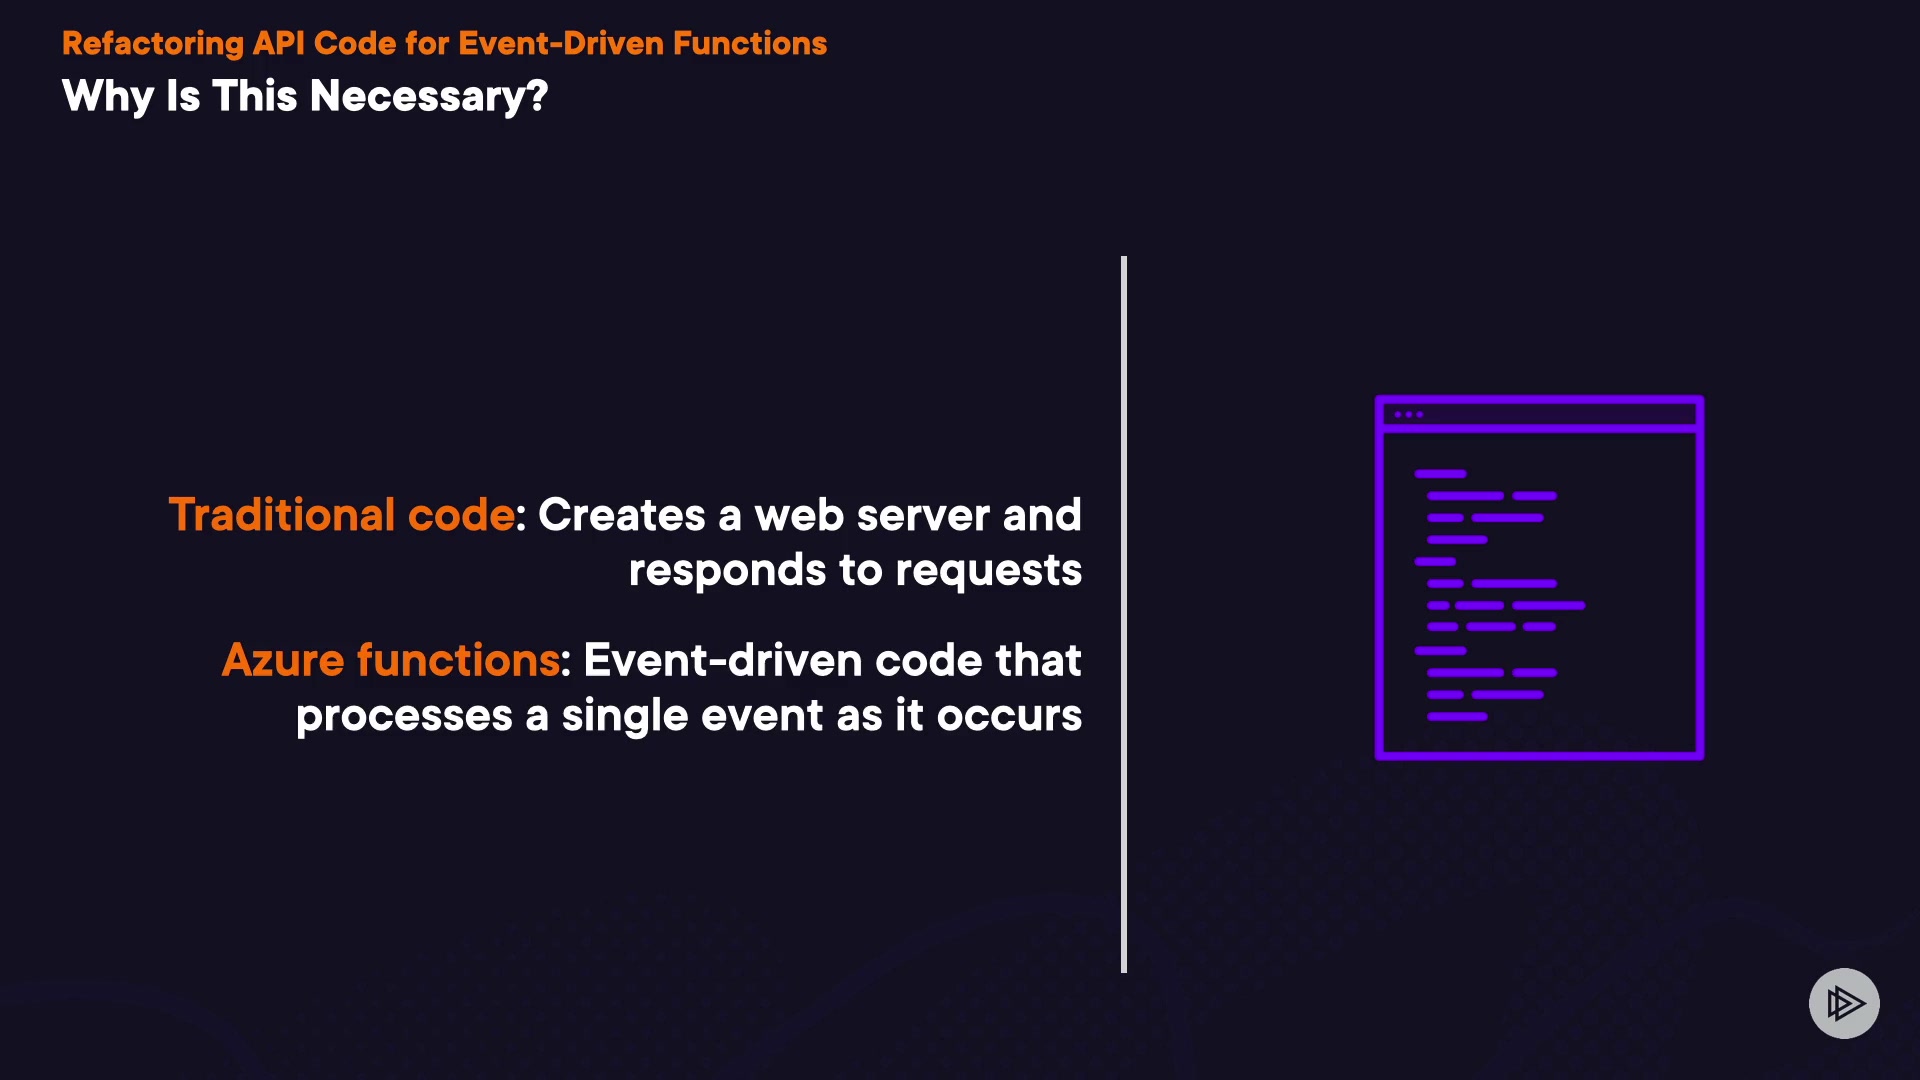 Refactoring API Code for Event-Driven Functions
Why Is This Necessary?
Traditional code: Creates a web server and
responds to requests
Azure functions: Event-driven code that
processes a single event as it occurs